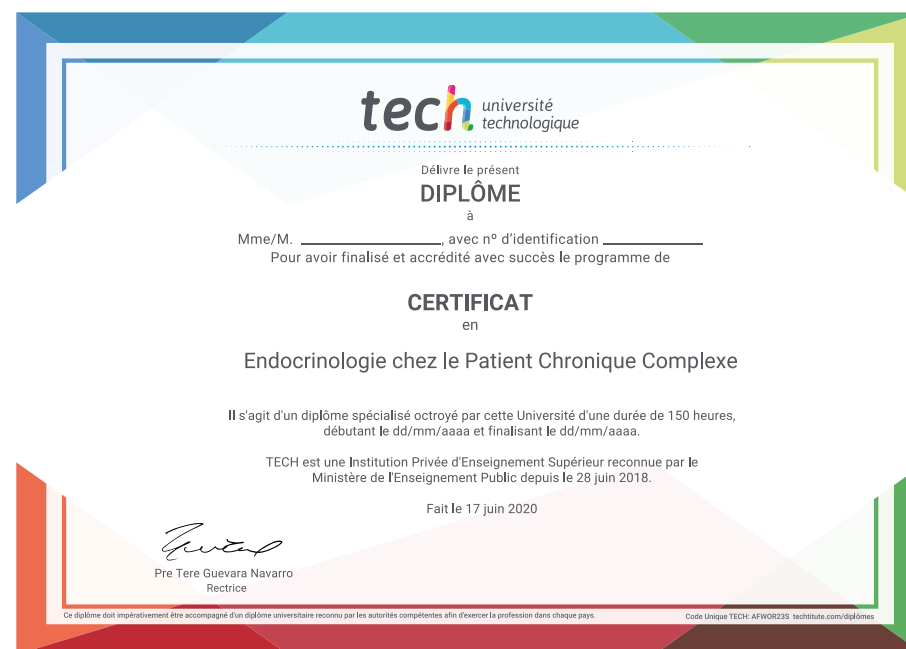 tech université
technologique
Délivre le présent
DIPLÔME
à
Mme/M. ____________________, avec nº d'identification ______________
Pour avoir finalisé et accrédité avec succès le programme de
CERTIFICAT
en
Endocrinologie chez le Patient Chronique Complexe
Il s'agit d'un diplôme spécialisé octroyé par cette Université d'une durée de 150 heures,
débutant le dd/mm/aaaa et finalisant le dd/mm/aaaa.
TECH est une Institution Privée d'Enseignement Supérieur reconnue par le
Ministère de l'Enseignement Public depuis le 28 juin 2018.
Fait le 17 juin 2020
Pre Tere Guevara Navarro
Rectrice
Ce diplôme doit impérativement être accompagné d'un diplôme universitaire reconnu par les autorités compétentes afin d'exercer la profession dans chaque pays.
Code Unique TECH: AFWOR23S techtitute.com/diplômes